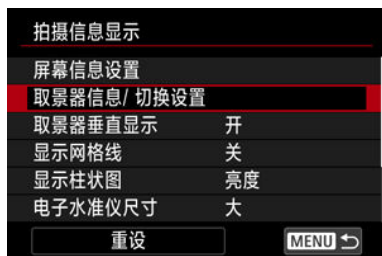 拍摄信息显示
屏幕信息设置
取景器信息/ 切换设置
取景器垂直显示 开
显示网格线 关
显示柱状图 亮度
电子水准仪尺寸 大
重设 MENU